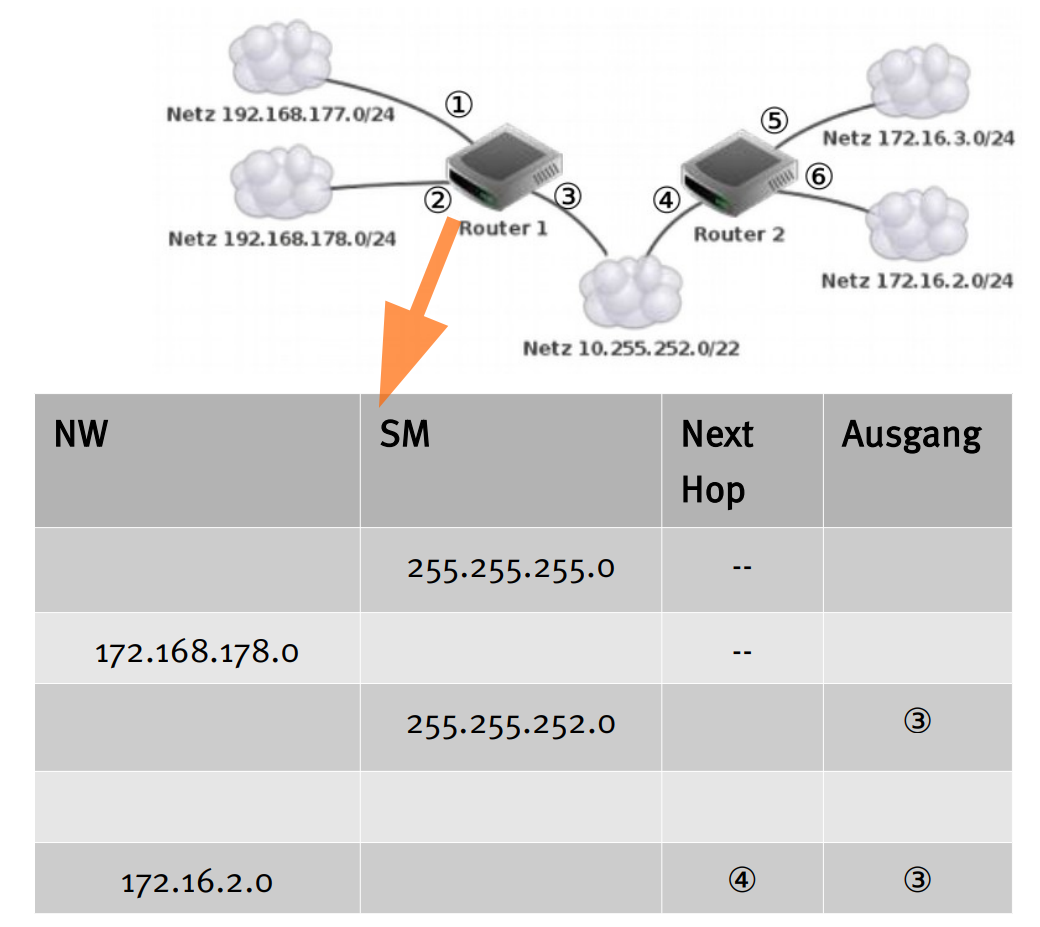 ①
⑤
Netz 192.168.177.0/24
Netz 172.16.3.0/24
②
③
④
⑥
Router 1
Router 2
Netz 192.168.178.0/24
Netz 172.16.2.0/24
Netz 10.255.252.0/22
NW SM Next Hop Ausgang
255.255.255.0 --
172.168.178.0 --
255.255.252.0 ③
172.16.2.0 ④ ③